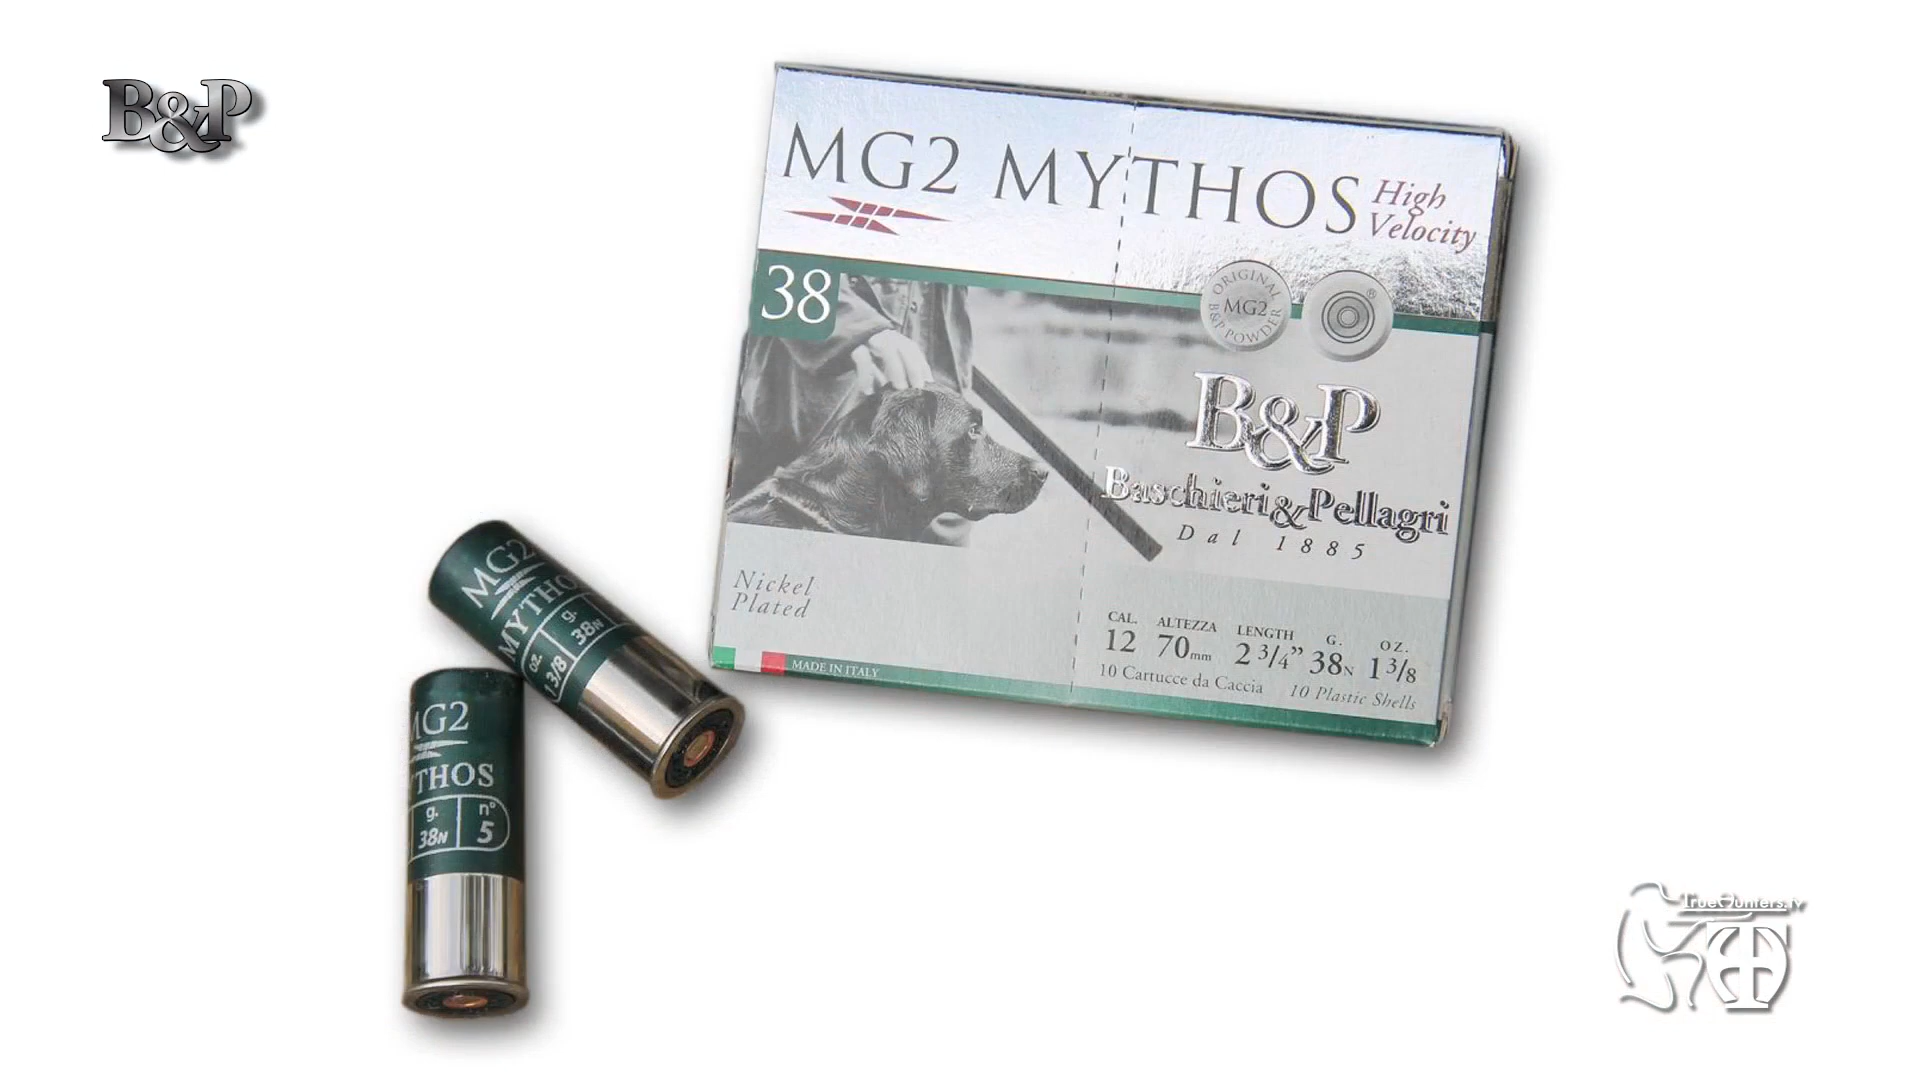 B&P
MG2 MYTHOS High Velocity
38
ORIGINAL MG2 B&P POWDER
®
B&P
Baschieri&Pellagri
Dal 1885
Nickel
Plated
CAL. ALTEZZA LENGTH G. OZ.
12 70mm 2 3/4” 38N 1 3/8
10 Cartucce da Caccia 10 Plastic Shells
MADE IN ITALY
MG2
MYTHOS
oz. g.
1 3/8 38N
MG2
MYTHOS
g. n°
38N 5
TrueHunters.tv